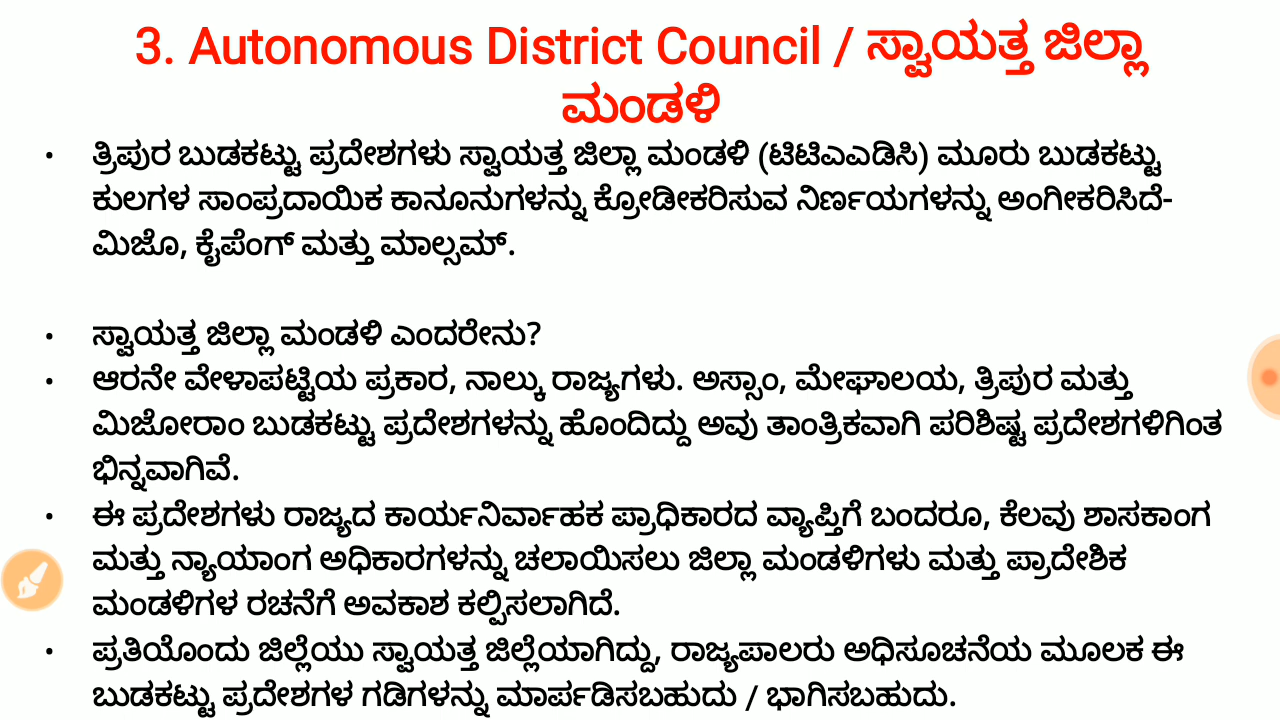 3. Autonomous District Council / ಸ್ವಾಯತ್ತ ಜಿಲ್ಲಾ
ಮಂಡಳಿ
• ತ್ರಿಪುರ ಬುಡಕಟ್ಟು ಪ್ರದೇಶಗಳು ಸ್ವಾಯತ್ತ ಜಿಲ್ಲಾ ಮಂಡಳಿ (ಟಿಟಿಎಎಡಿಸಿ) ಮೂರು ಬುಡಕಟ್ಟು
ಕುಲಗಳ ಸಾಂಪ್ರದಾಯಿಕ ಕಾನೂನುಗಳನ್ನು ಕ್ರೋಡೀಕರಿಸುವ ನಿರ್ಣಯಗಳನ್ನು ಅಂಗೀಕರಿಸಿದೆ-
ಮಿಜೊ, ಕೈಪೆಂಗ್ ಮತ್ತು ಮಾಲ್ಸಮ್.
• ಸ್ವಾಯತ್ತ ಜಿಲ್ಲಾ ಮಂಡಳಿ ಎಂದರೇನು?
• ಆರನೇ ವೇಳಾಪಟ್ಟಿಯ ಪ್ರಕಾರ, ನಾಲ್ಕು ರಾಜ್ಯಗಳು. ಅಸ್ಸಾಂ, ಮೇಘಾಲಯ, ತ್ರಿಪುರ ಮತ್ತು
ಮಿಜೋರಾಂ ಬುಡಕಟ್ಟು ಪ್ರದೇಶಗಳನ್ನು ಹೊಂದಿದ್ದು ಅವು ತಾಂತ್ರಿಕವಾಗಿ ಪರಿಶಿಷ್ಟ ಪ್ರದೇಶಗಳಿಗಿಂತ
ಭಿನ್ನವಾಗಿವೆ.
• ಈ ಪ್ರದೇಶಗಳು ರಾಜ್ಯದ ಕಾರ್ಯನಿರ್ವಾಹಕ ಪ್ರಾಧಿಕಾರದ ವ್ಯಾಪ್ತಿಗೆ ಬಂದರೂ, ಕೆಲವು ಶಾಸಕಾಂಗ
ಮತ್ತು ನ್ಯಾಯಾಂಗ ಅಧಿಕಾರಗಳನ್ನು ಚಲಾಯಿಸಲು ಜಿಲ್ಲಾ ಮಂಡಳಿಗಳು ಮತ್ತು ಪ್ರಾದೇಶಿಕ
ಮಂಡಳಿಗಳ ರಚನೆಗೆ ಅವಕಾಶ ಕಲ್ಪಿಸಲಾಗಿದೆ.
• ಪ್ರತಿಯೊಂದು ಜಿಲ್ಲೆಯು ಸ್ವಾಯತ್ತ ಜಿಲ್ಲೆಯಾಗಿದ್ದು, ರಾಜ್ಯಪಾಲರು ಅಧಿಸೂಚನೆಯ ಮೂಲಕ ಈ
ಬುಡಕಟ್ಟು ಪ್ರದೇಶಗಳ ಗಡಿಗಳನ್ನು ಮಾರ್ಪಡಿಸಬಹುದು / ಭಾಗಿಸಬಹುದು.